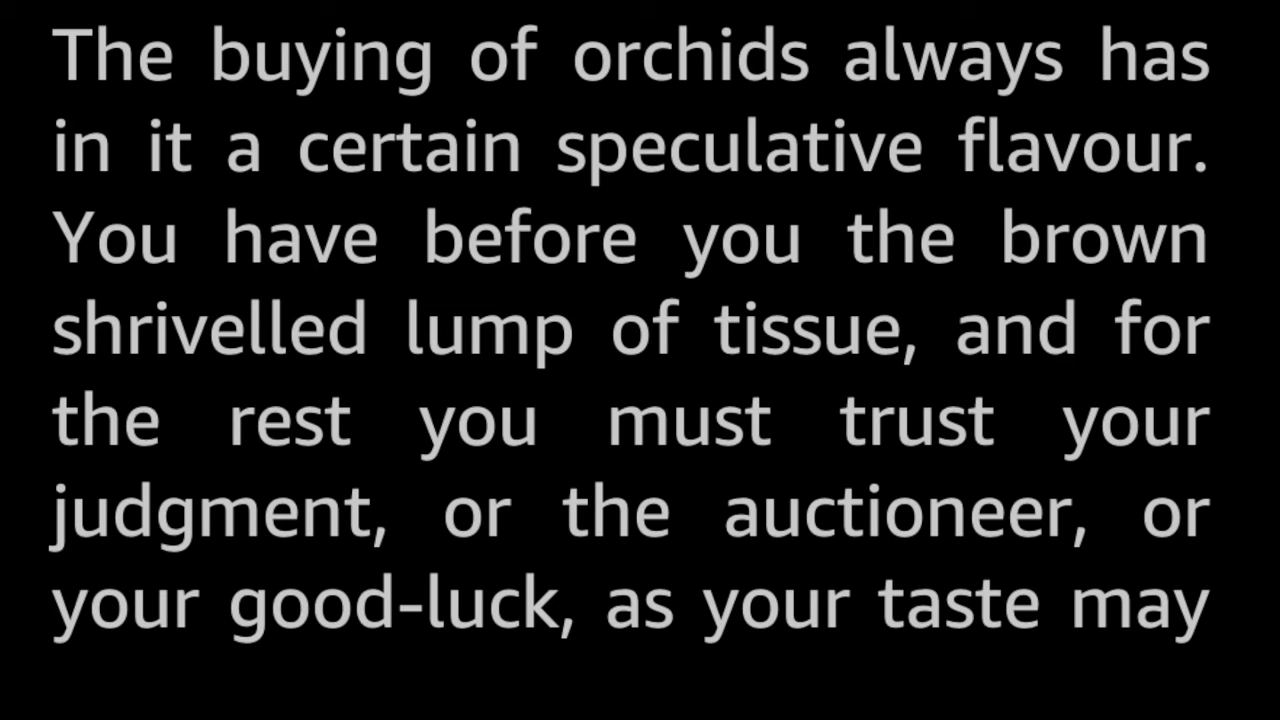 The buying of orchids always has
in it a certain speculative flavour.
You have before you the brown
shrivelled lump of tissue, and for
the rest you must trust your
judgment, or the auctioneer, or
your good-luck, as your taste may